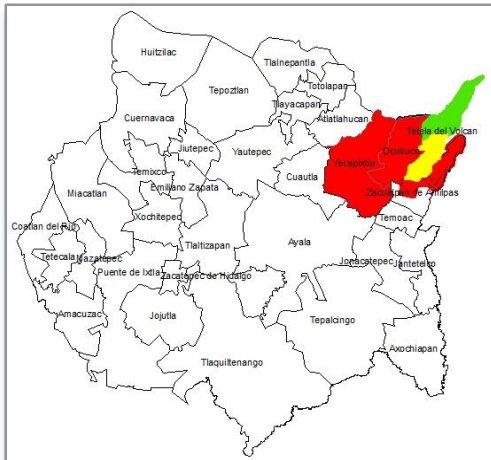 Huitzilac
Tlalnepantla
Tepoztlan
Totolapan
Tlayacapan
Atlatlahucan
Cuernavaca
Tetela del Volcan
Ocuituco
Jiutepec
Yautepec
Yecapixtla
Temixco
Cuautla
Emiliano Zapata
Miacatlan
Zacualpan de Amilpas
Xochitepec
Temoac
Coatlan del Rio
Tlaltizapan
Ayala
Tetecala
Mazatepec
Jonacatepec
Jantetelco
Puente de Ixtla
Zacatepec de Hidalgo
Amacuzac
Jojutla
Tepalcingo
Axochiapan
Tlaquiltenango